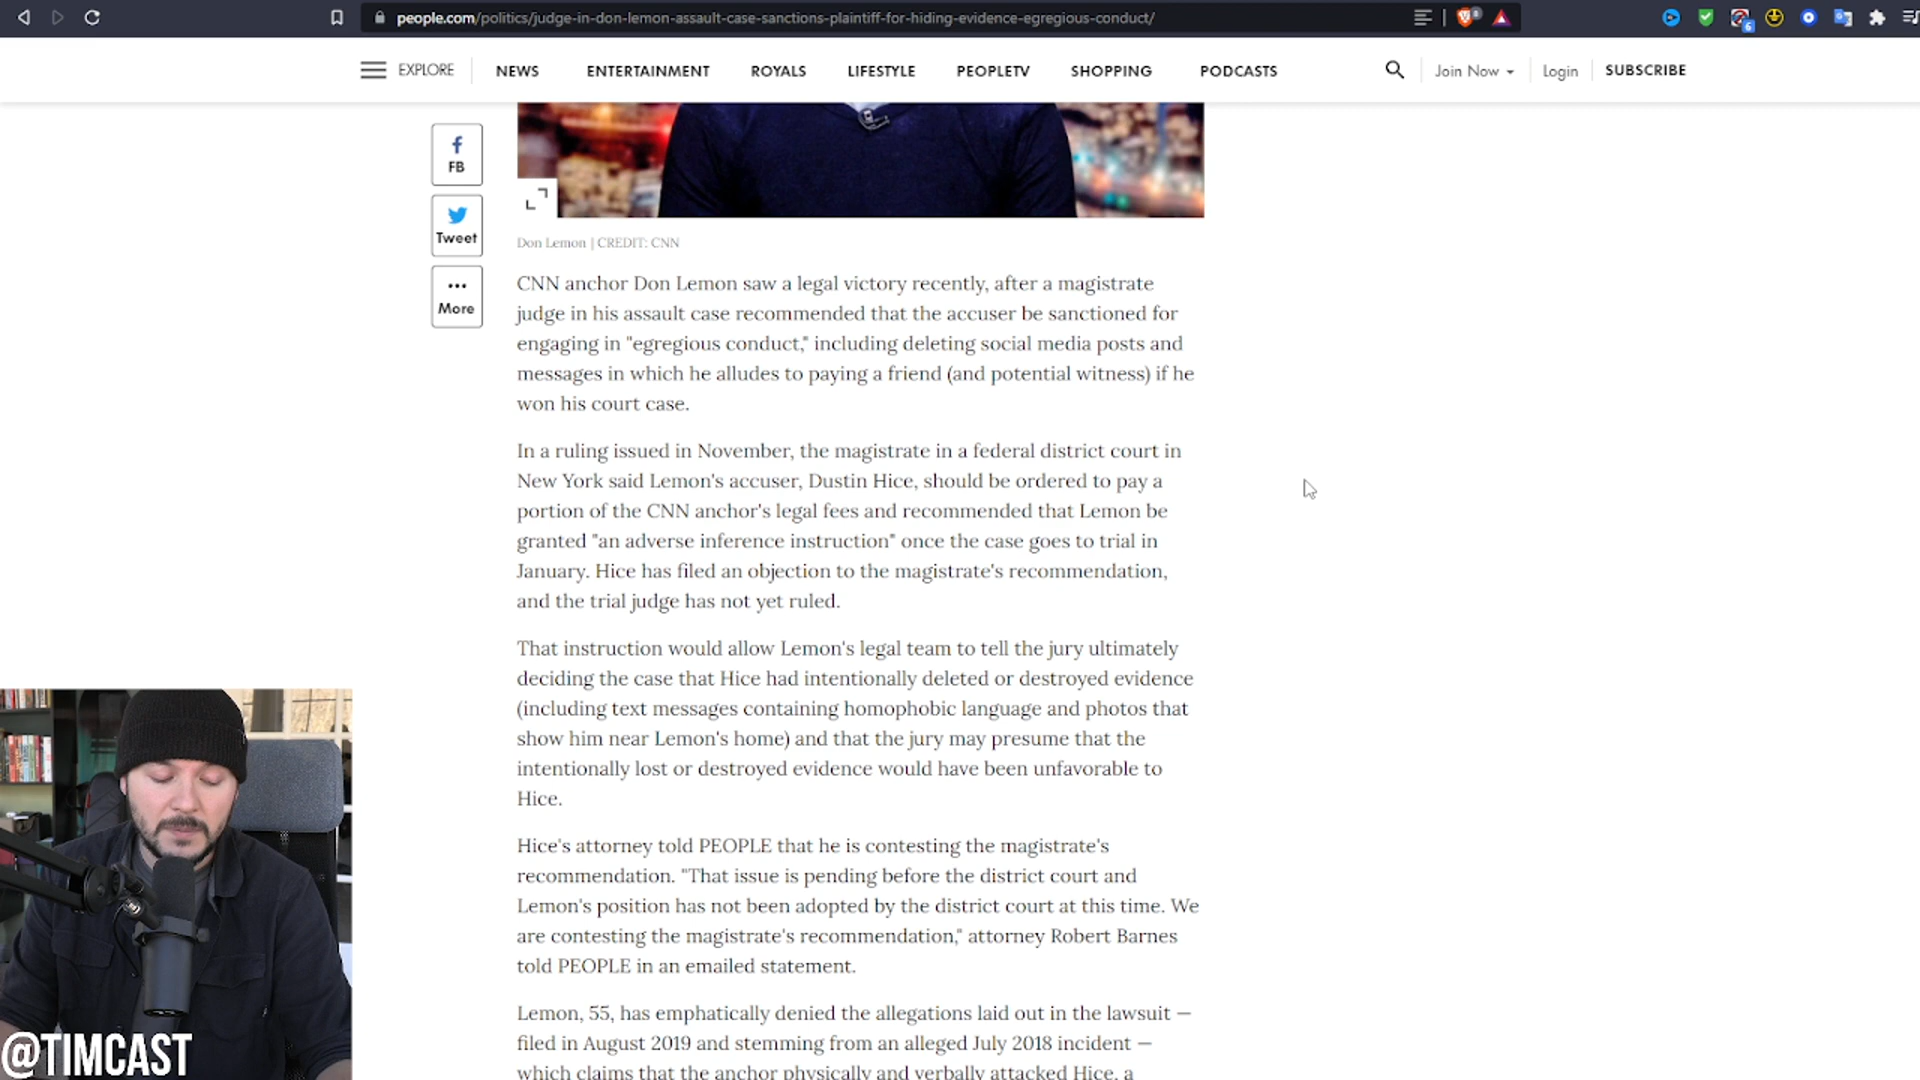 people.com/politics/judge-in-don-lemon-assault-case-sanctions-plaintiff-for-hiding-evidence-egregious-conduct/
6
EXPLORE
NEWS
ENTERTAINMENT
ROYALS
LIFESTYLE
PEOPLETV
SHOPPING
PODCASTS
Join Now
Login
SUBSCRIBE
FB
Tweet
More
Don Lemon | CREDIT: CNN
CNN anchor Don Lemon saw a legal victory recently, after a magistrate
judge in his assault case recommended that the accuser be sanctioned for
engaging in "egregious conduct," including deleting social media posts and
messages in which he alludes to paying a friend (and potential witness) if he
won his court case.
In a ruling issued in November, the magistrate in a federal district court in
New York said Lemon's accuser, Dustin Hice, should be ordered to pay a
portion of the CNN anchor's legal fees and recommended that Lemon be
granted "an adverse inference instruction" once the case goes to trial in
January. Hice has filed an objection to the magistrate's recommendation,
and the trial judge has not yet ruled.
That instruction would allow Lemon's legal team to tell the jury ultimately
deciding the case that Hice had intentionally deleted or destroyed evidence
(including text messages containing homophobic language and photos that
show him near Lemon's home) and that the jury may presume that the
intentionally lost or destroyed evidence would have been unfavorable to
Hice.
Hice's attorney told PEOPLE that he is contesting the magistrate's
recommendation. "That issue is pending before the district court and
Lemon's position has not been adopted by the district court at this time. We
are contesting the magistrate's recommendation," attorney Robert Barnes
told PEOPLE in an emailed statement.
Lemon, 55, has emphatically denied the allegations laid out in the lawsuit —
filed in August 2019 and stemming from an alleged July 2018 incident —
which claims that the anchor physically and verbally attacked Hice, a
@TIMCAST